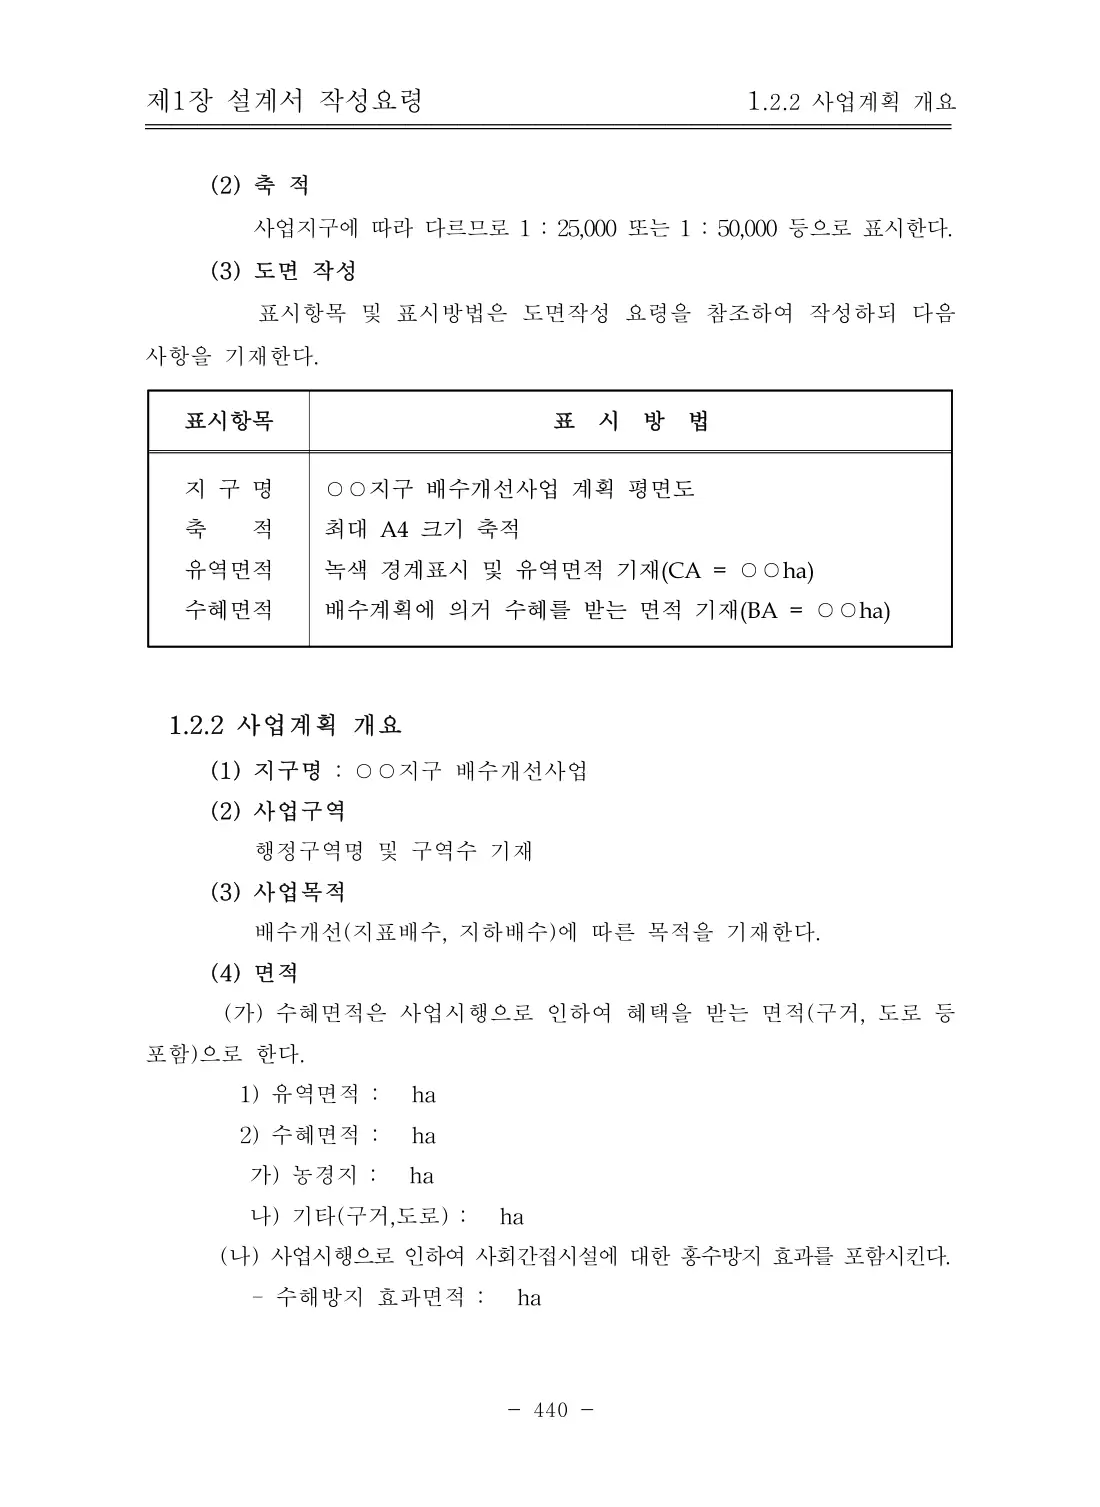 제1장 설계서 작성요령 1.2.2 사업계획 개요
(2) 축 적
사업지구에 따라 다르므로 1 : 25,000 또는 1 : 50,000 등으로 표시한다.
(3) 도면 작성
표시항목 및 표시방법은 도면작성 요령을 참조하여 작성하되 다음
사항을 기재한다.
표시항목 표 시 방 법
지 구 명 ○○지구 배수개선사업 계획 평면도
축 적 최대 A4 크기 축적
유역면적 녹색 경계표시 및 유역면적 기재(CA = ○○ha)
수혜면적 배수계획에 의거 수혜를 받는 면적 기재(BA = ○○ha)
1.2.2 사업계획 개요
(1) 지구명 : ○○지구 배수개선사업
(2) 사업구역
행정구역명 및 구역수 기재
(3) 사업목적
배수개선(지표배수, 지하배수)에 따른 목적을 기재한다.
(4) 면적
(가) 수혜면적은 사업시행으로 인하여 혜택을 받는 면적(구거, 도로 등
포함)으로 한다.
1) 유역면적 : ha
2) 수혜면적 : ha
가) 농경지 : ha
나) 기타(구거,도로) : ha
(나) 사업시행으로 인하여 사회간접시설에 대한 홍수방지 효과를 포함시킨다.
- 수해방지 효과면적 : ha
- 440 -